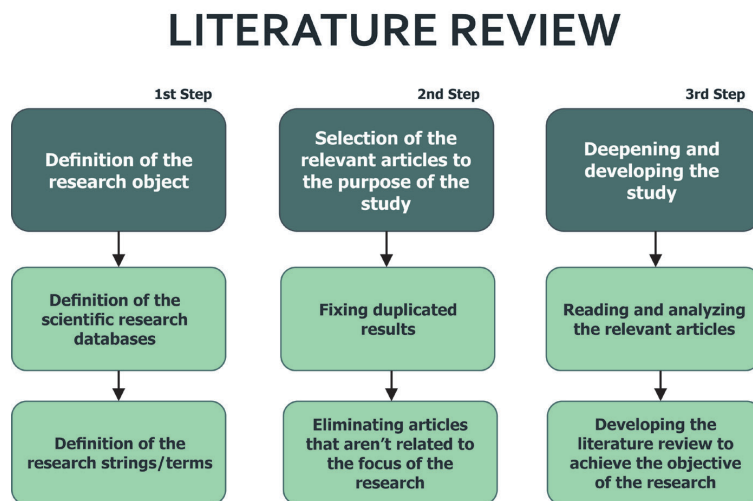 LITERATURE REVIEW
1st Step
Definition of the
research object
Definition of the
scientific research
databases
Definition of the
research strings/terms
2nd Step
Selection of the
relevant articles to
the purpose of the
study
Fixing duplicated
results
Eliminating articles
that aren't related to
the focus of the
research
3rd Step
Deepening and
developing the
study
Reading and analyzing
the relevant articles
Developing the
literature review to
achieve the objective
of the research